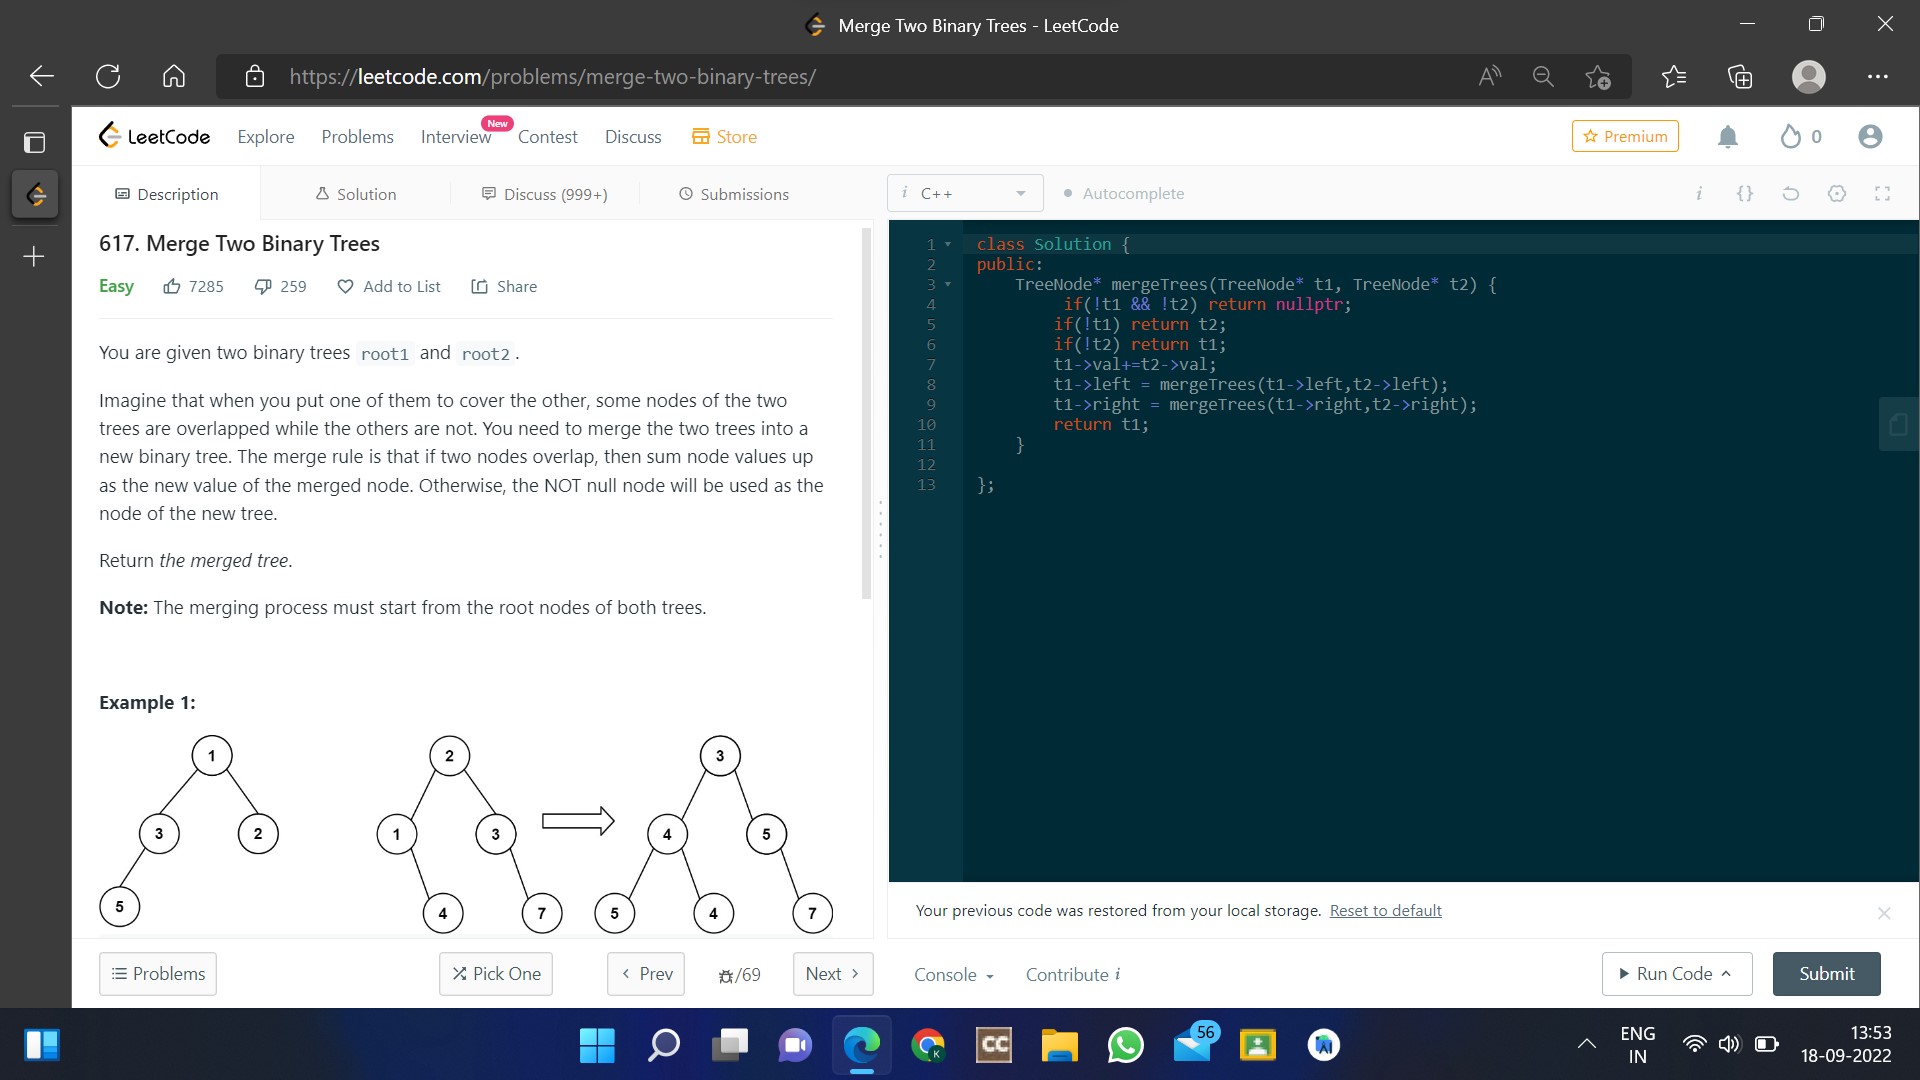 Merge Two Binary Trees - LeetCode
https://leetcode.com/problems/merge-two-binary-trees/
LeetCode Explore Problems Interview New Contest Discuss Store Premium 0
Description Solution Discuss (999+) Submissions
i C++ Autocomplete i {}
617. Merge Two Binary Trees
Easy 7285 259 Add to List Share
You are given two binary trees root1 and root2.
Imagine that when you put one of them to cover the other, some nodes of the two
trees are overlapped while the others are not. You need to merge the two trees into a
new binary tree. The merge rule is that if two nodes overlap, then sum node values up
as the new value of the merged node. Otherwise, the NOT null node will be used as the
node of the new tree.
Return the merged tree.
Note: The merging process must start from the root nodes of both trees.
Example 1:
1 2 3
3 2 1 3 4 5
5 4 7 5 4 7
1 class Solution {
2 public:
3     TreeNode* mergeTrees(TreeNode* t1, TreeNode* t2) {
4          if(!t1 && !t2) return nullptr;
5         if(!t1) return t2;
6         if(!t2) return t1;
7         t1->val+=t2->val;
8         t1->left = mergeTrees(t1->left,t2->left);
9         t1->right = mergeTrees(t1->right,t2->right);
10         return t1;
11     }
12
13 };
Your previous code was restored from your local storage. Reset to default
Problems Pick One < Prev /69 Next > Console Contribute i Run Code Submit
K CC 56 ENG 13:53
IN 18-09-2022